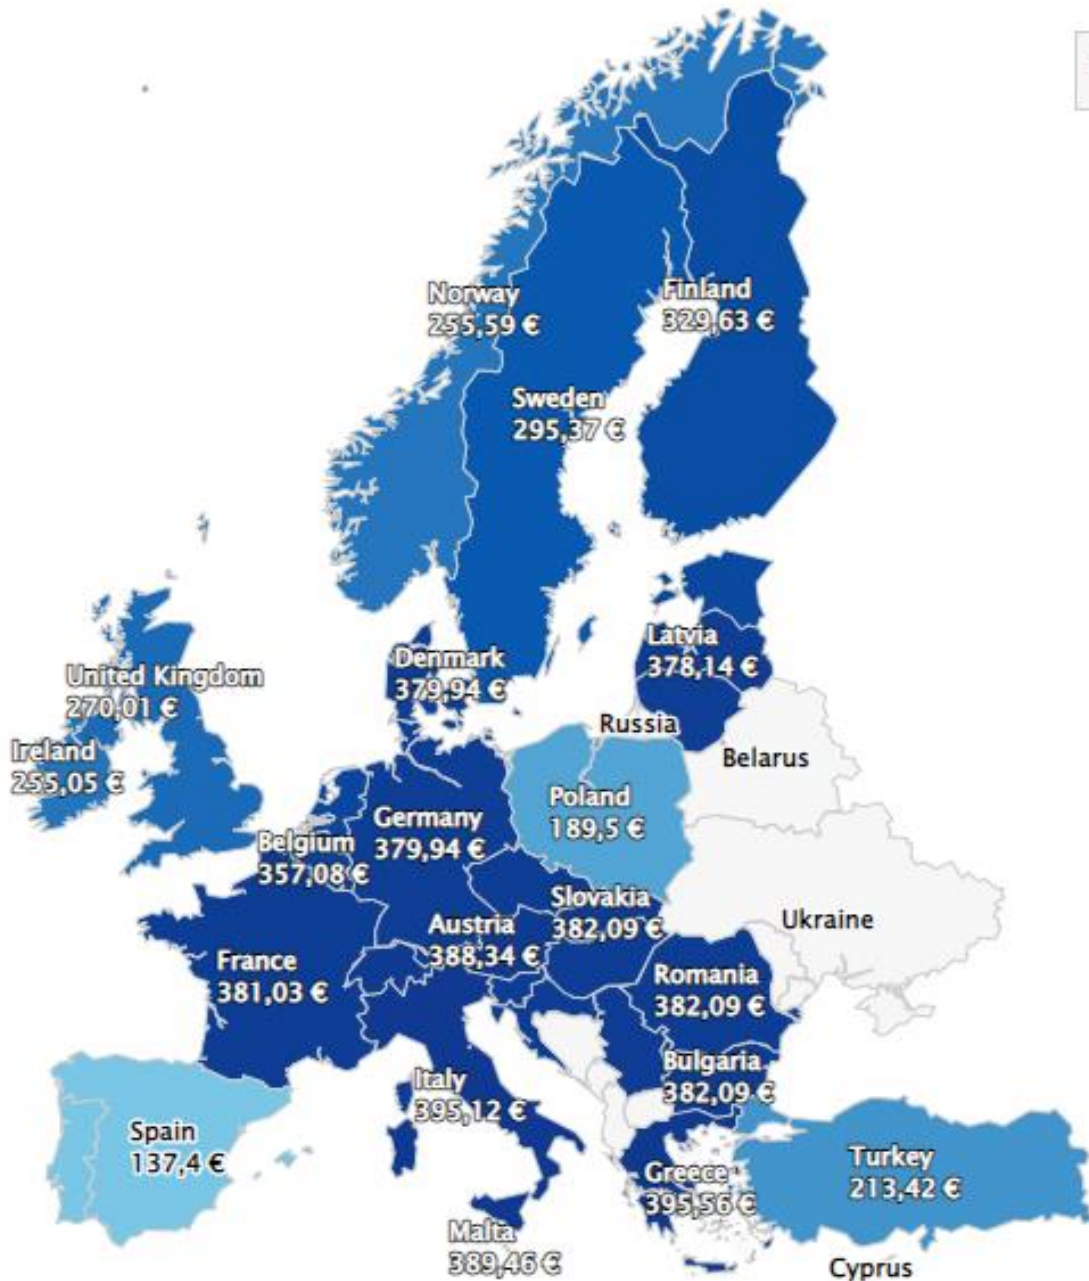 Norway
255,59 €
Finland
329,63 €
Sweden
295,37 €
Latvia
378,14 €
Denmark
379,94 €
United Kingdom
270,01 €
Russia
Ireland
255,05 €
Belarus
Poland
189,5 €
Germany
379,94 €
Belgium
357,08 €
Slovakia
382,09 €
Ukraine
Austria
388,34 €
France
381,03 €
Romania
382,09 €
Bulgaria
382,09 €
Italy
395,12 €
Spain
137,4 €
Turkey
213,42 €
Greece
395,56 €
Malta
389,46 €
Cyprus